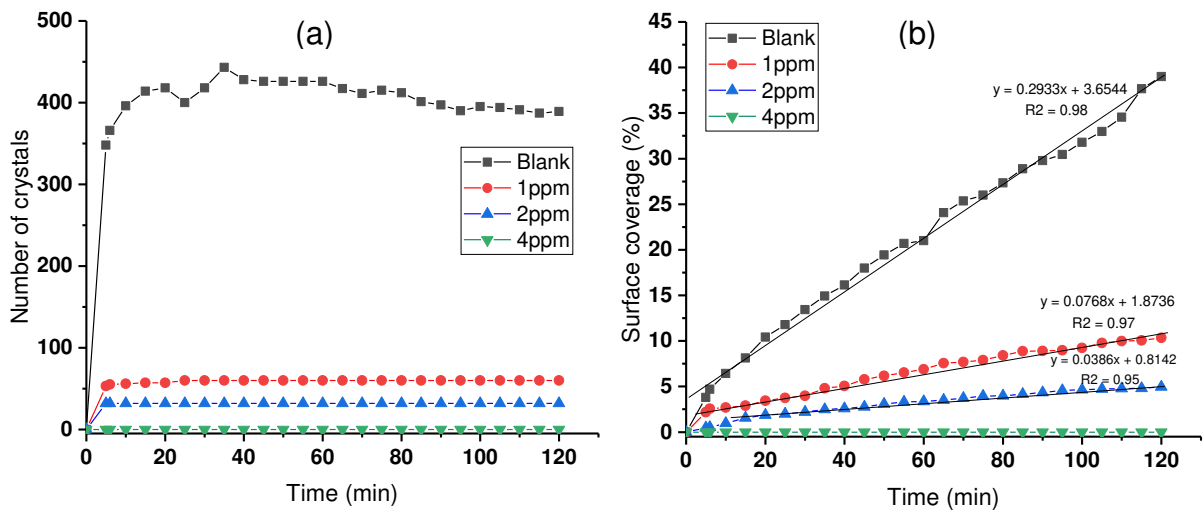 (a)
Number of crystals
500
400
300
200
100
0
Blank
1ppm
2ppm
4ppm
0 20 40 60 80 100 120
Time (min)
(b)
Surface coverage (%)
45
40
35
30
25
20
15
10
5
0
Blank
1ppm
2ppm
4ppm
y = 0.2933x + 3.6544
R2 = 0.98
y = 0.0768x + 1.8736
R2 = 0.97
y = 0.0386x + 0.8142
R2 = 0.95
0 20 40 60 80 100 120
Time (min)